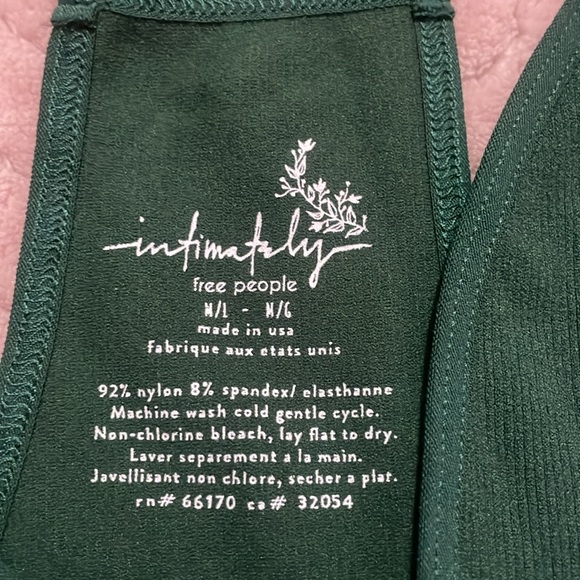 intimately
free people
M/L - M/G
made in usa
fabrique aux etats unis
92% nylon 8% spandex/ elasthanne
Machine wash cold gentle cycle.
Non-chlorine bleach, lay flat to dry.
Laver separement a la main.
Javellisant non chlore, secher a plat.
rn# 66170 ca# 32054